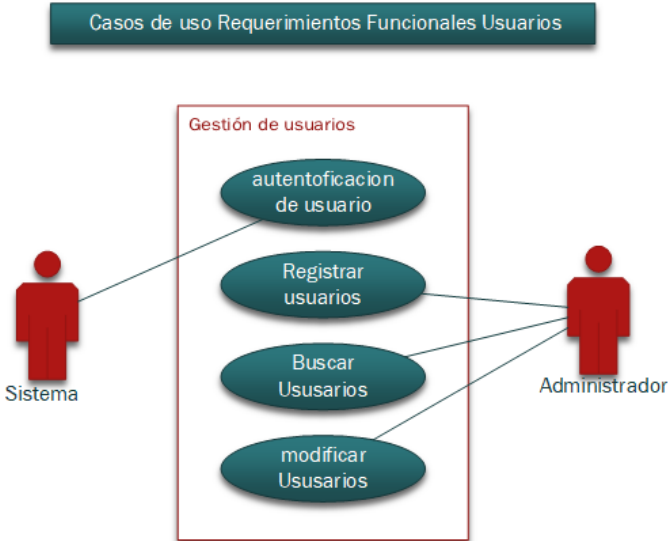 Casos de uso Requerimientos Funcionales Usuarios
Gestión de usuarios
autentoficacion
de usuario
Registrar
usuarios
Buscar
Ususarios
modificar
Ususarios
Sistema
Administrador